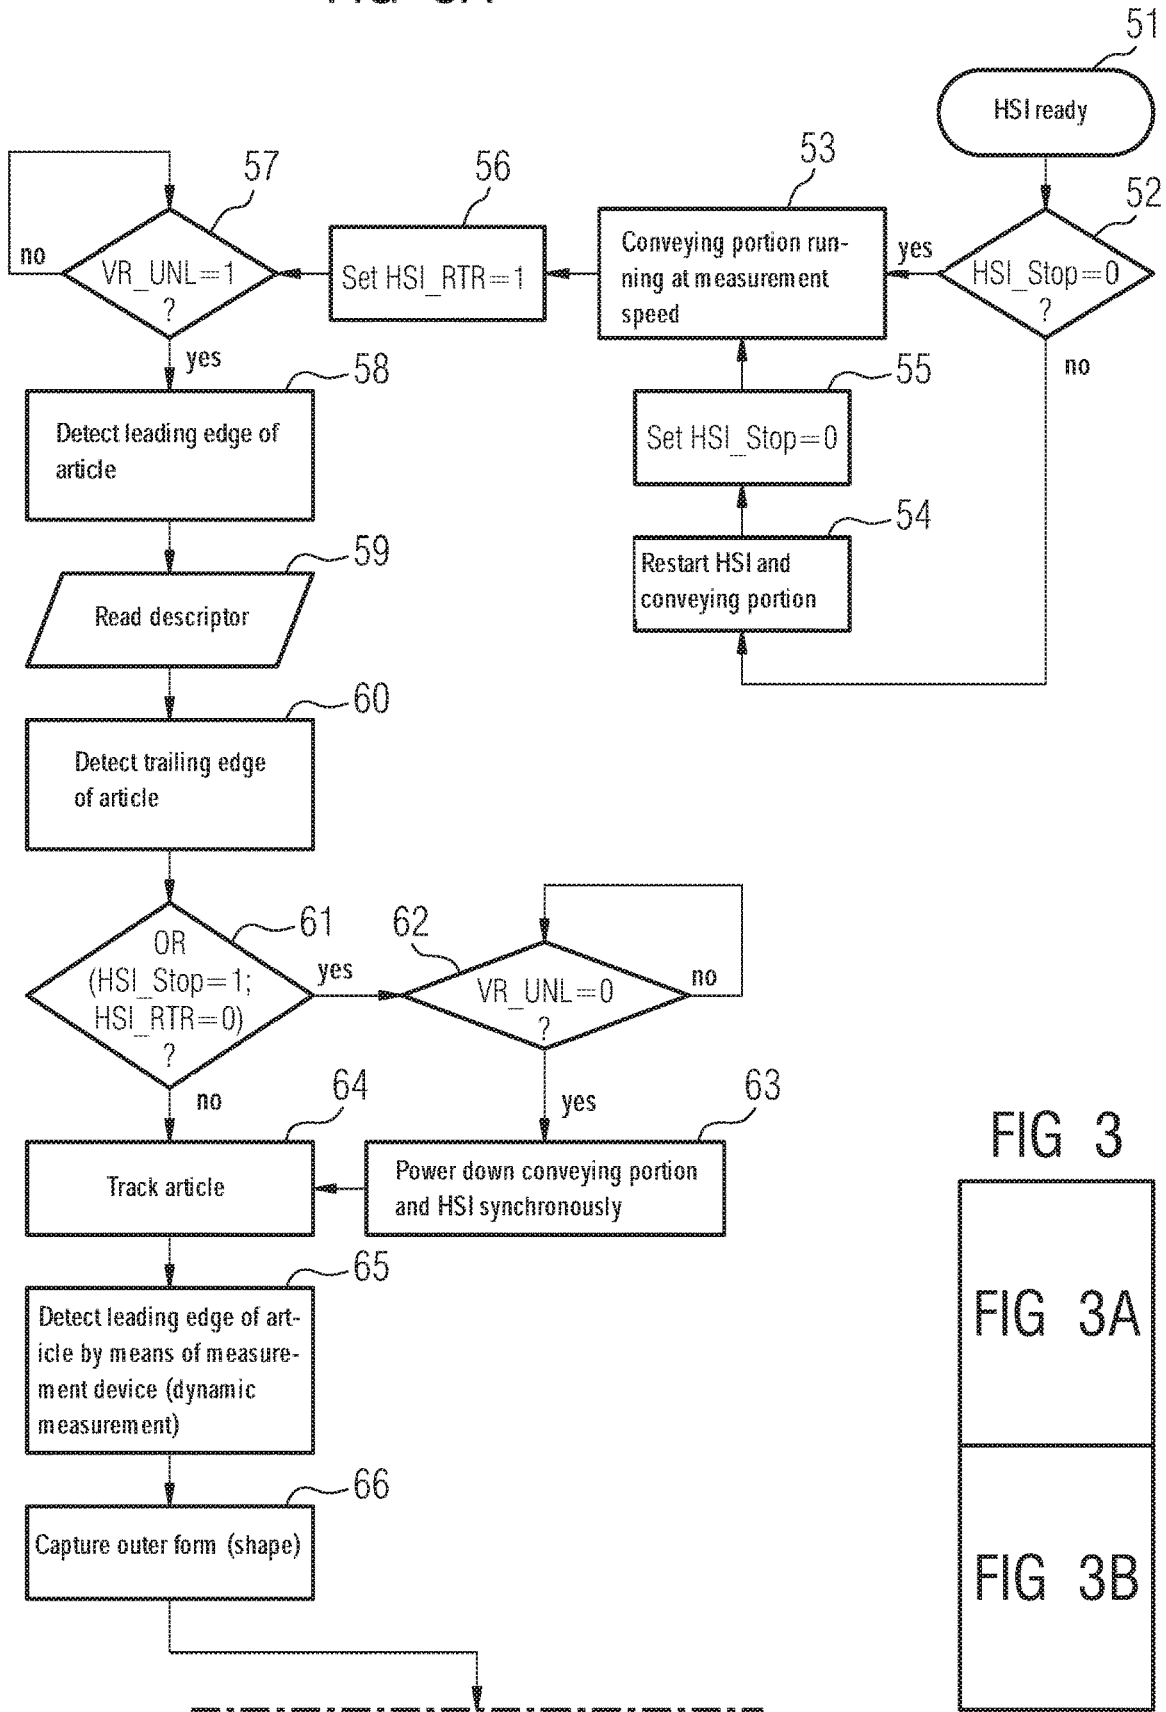 51
HSI ready
52
HSI_Stop=0
?
yes
no
53
Conveying portion run-
ning at measurement
speed
55
Set HSI_Stop=0
54
Restart HSI and
conveying portion
56
Set HSI_RTR=1
57
VR_UNL=1
?
no
yes
58
Detect leading edge of
article
59
Read descriptor
60
Detect trailing edge
of article
61
OR
(HSI_Stop=1;
HSI_RTR=0)
?
yes
no
62
VR_UNL=0
?
no
yes
63
Power down conveying portion
and HSI synchronously
64
Track article
65
Detect leading edge of art-
icle by means of measure-
ment device (dynamic
measurement)
66
Capture outer form (shape)
FIG 3
FIG 3A
FIG 3B